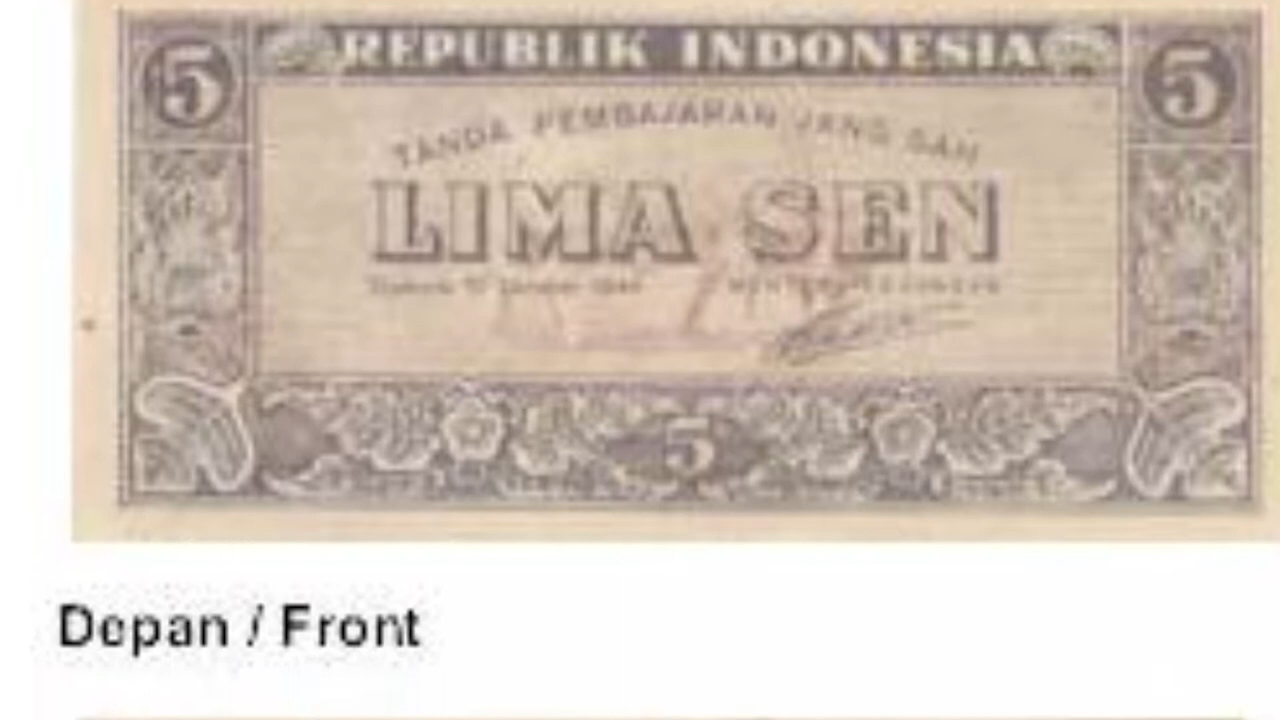 5 REPUBLIK INDONESIA 5
TANDA PEMBAJARAN JANG SAH
LIMA SEN
5
Depan / Front